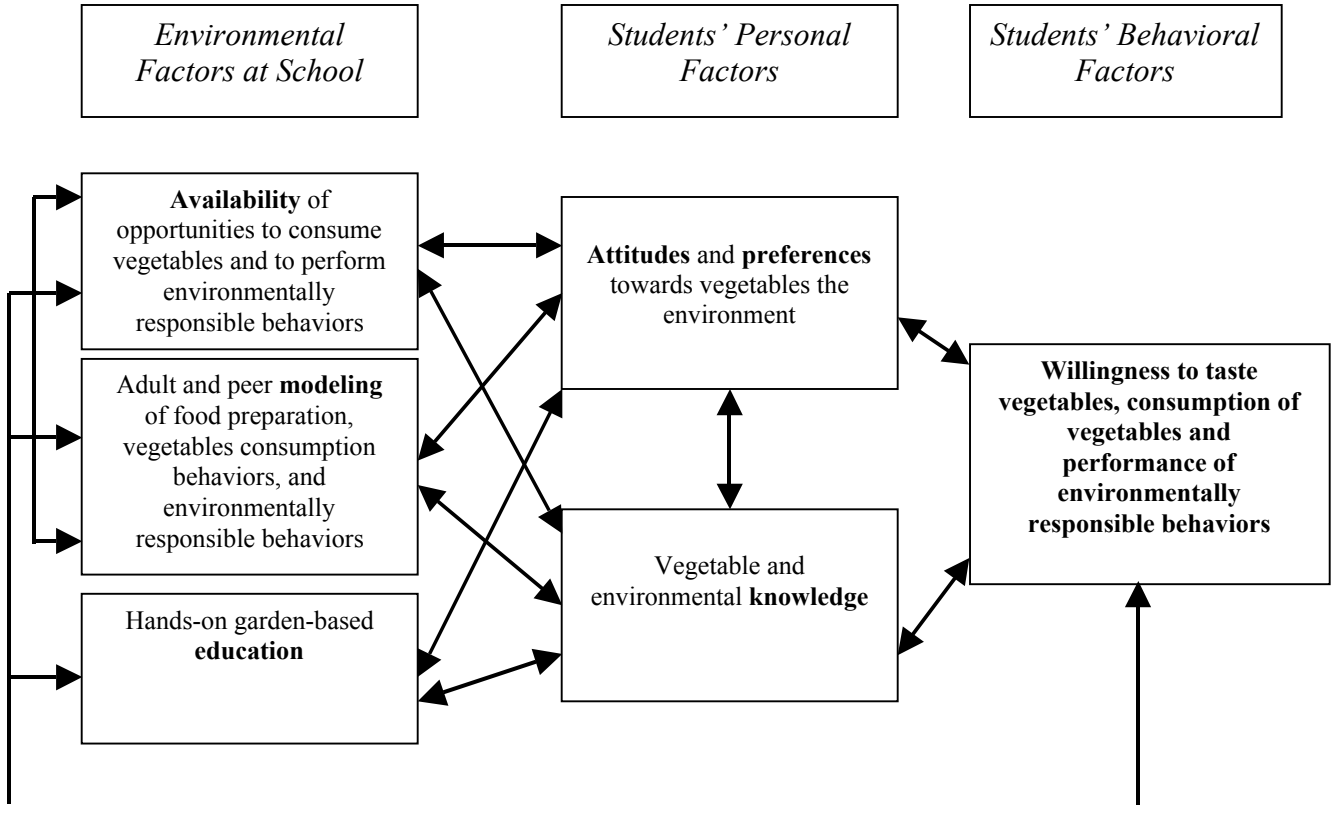 Environmental
Factors at School
Students’ Personal
Factors
Students’ Behavioral
Factors
Availability of
opportunities to consume
vegetables and to perform
environmentally
responsible behaviors
Adult and peer modeling
of food preparation,
vegetables consumption
behaviors, and
environmentally
responsible behaviors
Hands-on garden-based
education
Attitudes and preferences
towards vegetables the
environment
Vegetable and
environmental knowledge
Willingness to taste
vegetables, consumption of
vegetables and
performance of
environmentally
responsible behaviors